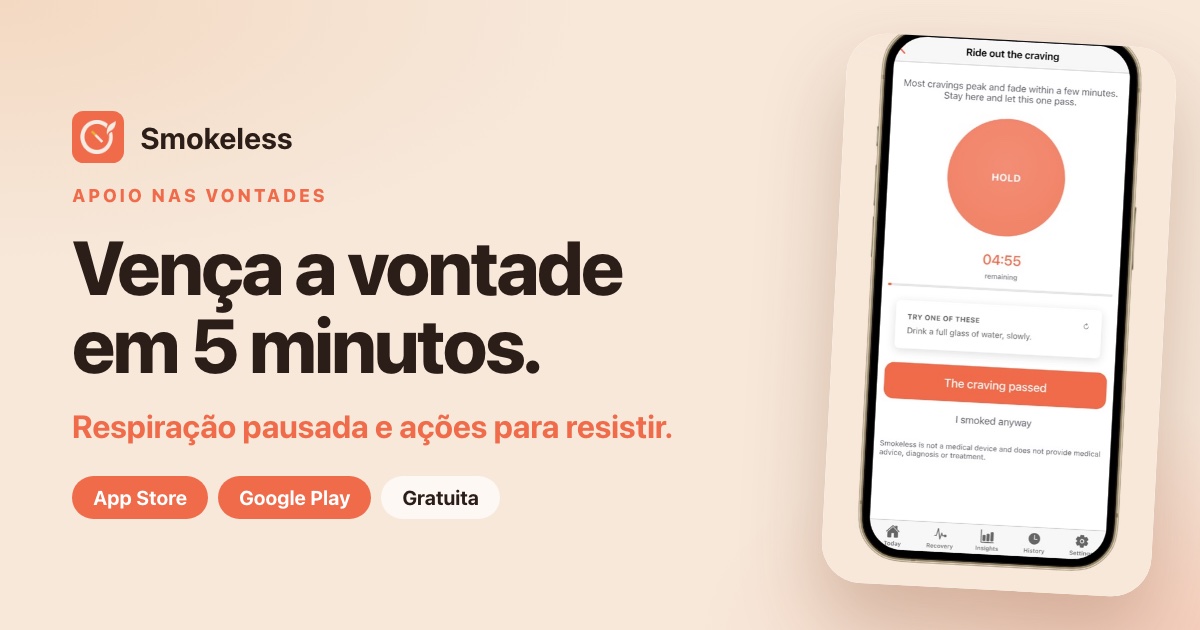 Smokeless
APOIO NAS VONTADES
Vença a vontade
em 5 minutos.
Respiração pausada e ações para resistir.
App Store
Google Play
Gratuita
Ride out the craving
Most cravings peak and fade within a few minutes.
Stay here and let this one pass.
HOLD
04:55
remaining
TRY ONE OF THESE
Drink a full glass of water, slowly.
The craving passed
I smoked anyway
Smokeless is not a medical device and does not provide medical
advice, diagnosis or treatment.
Today
Recovery
Insights
History
Settings